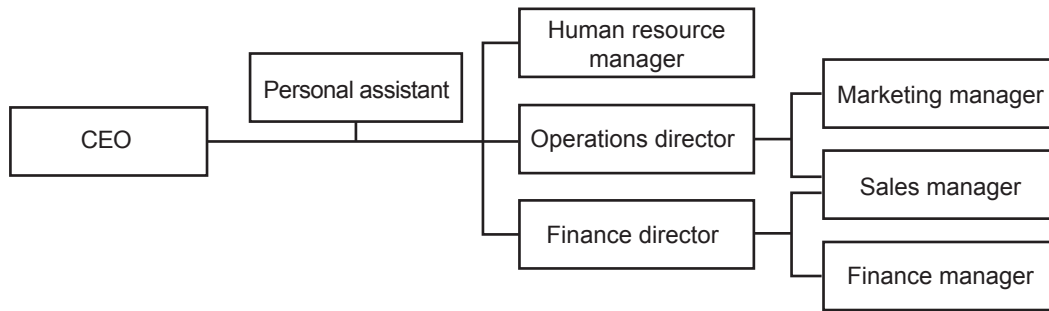 Human resource
manager
Personal assistant
Marketing manager
CEO
Operations director
Sales manager
Finance director
Finance manager